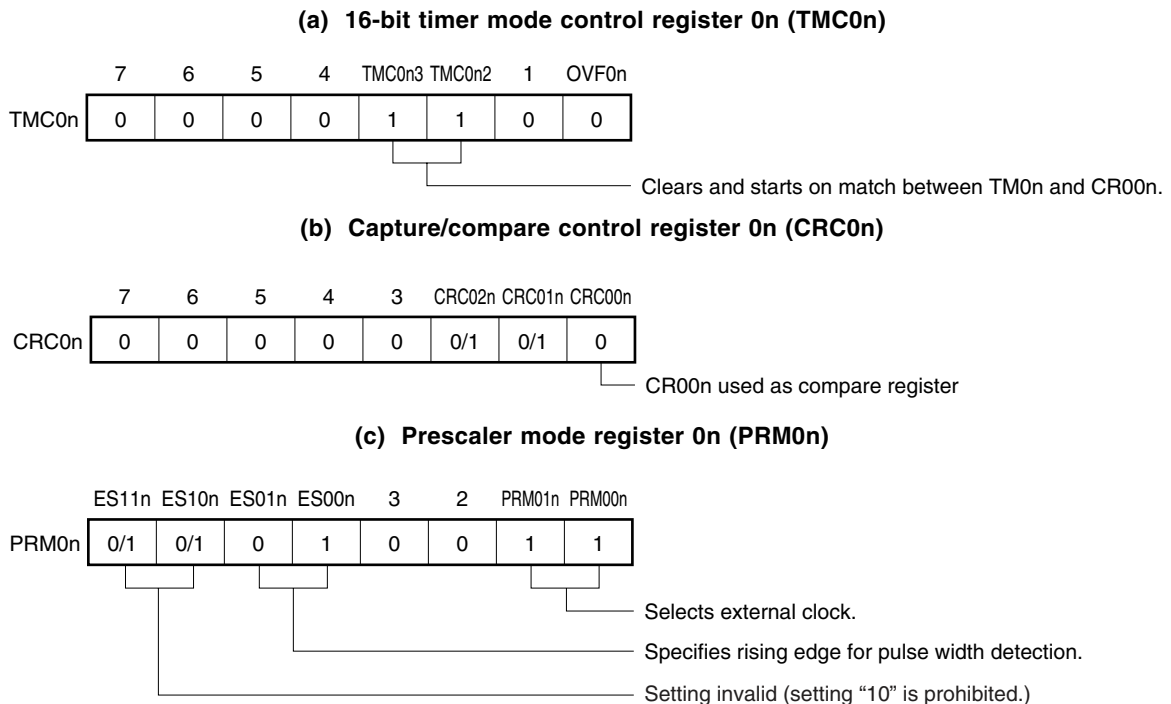 (a) 16-bit timer mode control register 0n (TMC0n)
7 6 5 4 TMC0n3 TMC0n2 1 OVF0n
TMC0n 0 0 0 0 1 1 0 0
Clears and starts on match between TM0n and CR00n.
(b) Capture/compare control register 0n (CRC0n)
7 6 5 4 3 CRC02n CRC01n CRC00n
CRC0n 0 0 0 0 0 0/1 0/1 0
CR00n used as compare register
(c) Prescaler mode register 0n (PRM0n)
ES11n ES10n ES01n ES00n 3 2 PRM01n PRM00n
PRM0n 0/1 0/1 0 1 0 0 1 1
Selects external clock.
Specifies rising edge for pulse width detection.
Setting invalid (setting “10” is prohibited.)